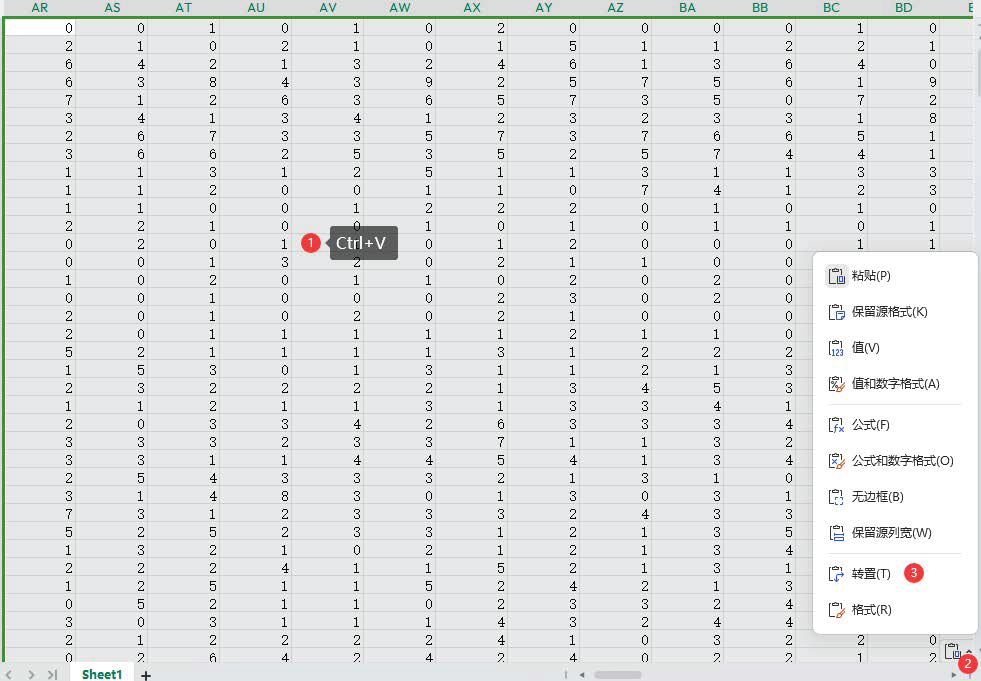 AR AS AT AU AV AW AX AY AZ BA BB BC BD
0 0 1 0 1 0 2 0 0 0 0 1 0
2 1 0 2 1 0 1 5 1 1 2 2 1
6 4 2 1 3 2 4 6 1 3 6 4 0
6 3 8 4 3 9 2 5 7 5 6 1 9
7 1 2 6 3 6 5 7 3 5 0 7 2
3 4 1 3 4 1 2 3 2 3 3 1 8
2 6 7 3 3 5 7 3 7 6 6 5 1
3 6 6 2 5 3 5 2 5 7 4 4 1
1 1 3 1 2 5 1 1 3 1 1 3 3
1 1 2 0 0 1 1 0 7 4 1 2 3
1 1 0 0 1 2 2 2 0 1 0 1 0
2 2 1 0 0 1 0 1 0 1 1 0 1
0 2 0 1 0 1 2 0 0 0 1 1
0 0 1 3 2 0 2 1 1 0 0
1 0 2 0 1 1 0 2 0 2 0
0 0 1 0 0 0 2 3 0 2 0
2 0 1 0 2 0 2 1 0 0 0
2 0 1 1 1 1 1 2 1 1 0
5 2 1 1 1 1 3 1 2 2 2
1 5 3 0 1 3 1 1 2 1 3
2 3 2 2 2 2 1 3 4 5 3
1 1 2 1 1 3 1 3 3 4 1
2 0 3 3 4 2 6 3 3 3 4
3 3 3 2 3 3 7 1 1 3 2
3 3 1 1 4 4 5 4 1 3 4
2 5 4 3 3 3 2 1 3 1 0
3 1 4 8 3 0 1 3 0 3 1
7 3 1 2 3 3 3 2 4 3 3
5 2 5 2 3 3 1 2 1 3 5
1 3 2 1 0 2 1 2 1 3 4
2 2 2 4 1 1 5 2 1 3 1
1 2 5 1 1 5 2 4 2 1 3
0 5 2 1 1 0 2 3 3 2 4
3 0 3 1 1 1 4 3 2 4 4
2 1 2 2 2 2 4 1 0 3 2 2 0
0 2 6 4 2 4 2 4 0 2 2 1 2
1 Ctrl+V
粘贴(P)
保留源格式(K)
123 值(V)
值和数字格式(A)
fx 公式(F)
公式和数字格式(O)
无边框(B)
保留源列宽(W)
转置(T) 3
格式(R)
2
Sheet1 +